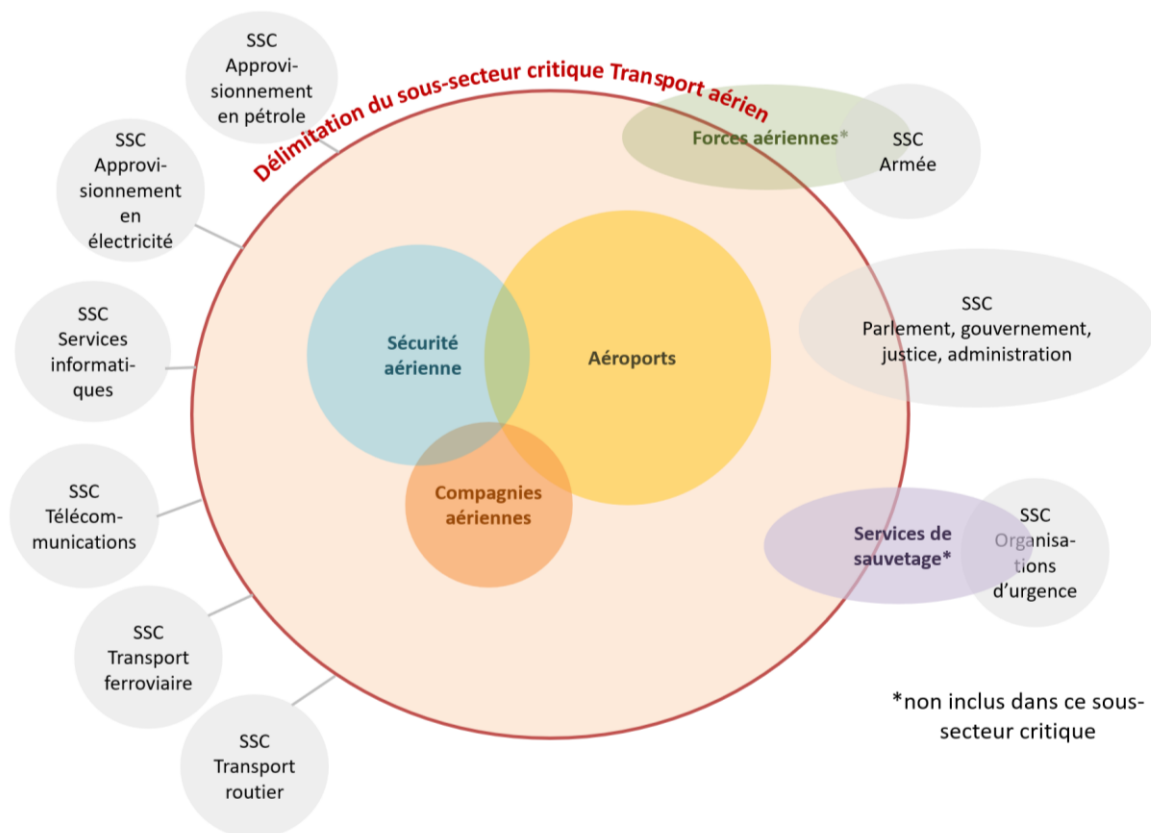 SSC
Approvi-
sionnement
en pétrole
Délimitation du sous-secteur critique Transport aérien
Forces aériennes*
SSC
Armée
SSC
Approvi-
sionnement
en
électricité
SSC
Parlement, gouvernement,
justice, administration
SSC
Services
informati-
ques
Sécurité
aérienne
Aéroports
SSC
Télécom-
munications
Compagnies
aériennes
Services de
sauvetage*
SSC
Organisa-
tions
d'urgence
SSC
Transport
ferroviaire
*non inclus dans ce sous-
secteur critique
SSC
Transport
routier